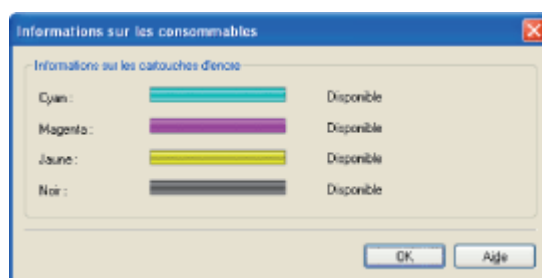 Informations sur les consommables
Informations sur les cartouches d'encre
Cyan : Disponible
Magenta : Disponible
Jaune : Disponible
Noir : Disponible
OK Aide